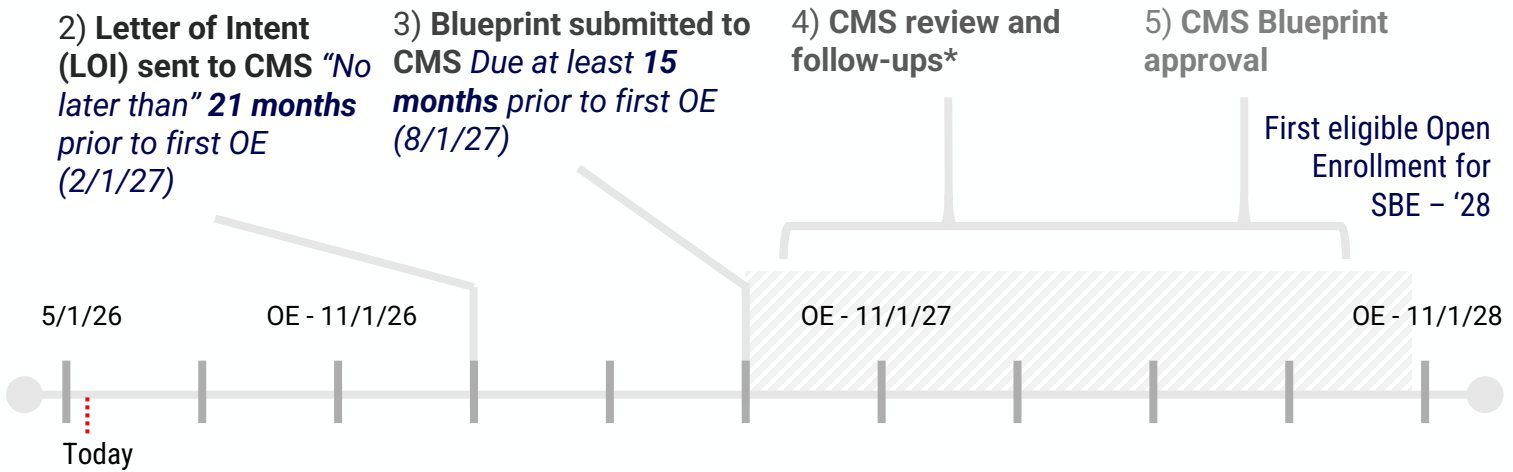 2) Letter of Intent
(LOI) sent to CMS “No
later than” 21 months
prior to first OE
(2/1/27)
3) Blueprint submitted to
CMS Due at least 15
months prior to first OE
(8/1/27)
4) CMS review and
follow-ups*
5) CMS Blueprint
approval
First eligible Open
Enrollment for
SBE – ‘28
5/1/26
OE - 11/1/26
OE - 11/1/27
OE - 11/1/28
Today